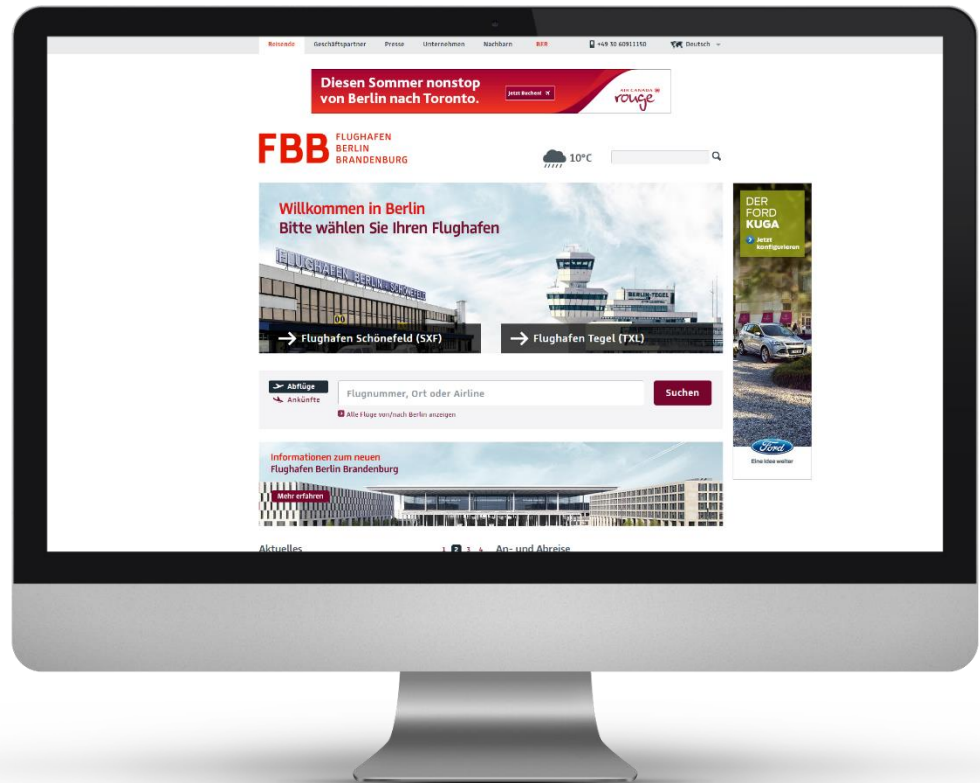 Reisende Geschäftspartner Presse Unternehmen Nachbarn BER +49 30 60911150 Deutsch
Diesen Sommer nonstop
von Berlin nach Toronto.
Jetzt Buchen!
AIR CANADA
rouge
FBB FLUGHAFEN
BERLIN
BRANDENBURG
10°C
Willkommen in Berlin
Bitte wählen Sie Ihren Flughafen
FLUGHAFEN BERLIN-SCHÖNEFELD
BERLIN-TEGEL
00
Flughafen Schönefeld (SXF)
Flughafen Tegel (TXL)
DER
FORD
KUGA
Jetzt
konfigurieren
Ford
Eine Idee weiter
Abflüge
Ankünfte
Flugnummer, Ort oder Airline
Suchen
Alle Flüge von/nach Berlin anzeigen
Informationen zum neuen
Flughafen Berlin Brandenburg
Mehr erfahren
Aktuelles 1 2 3 4 An- und Abreise